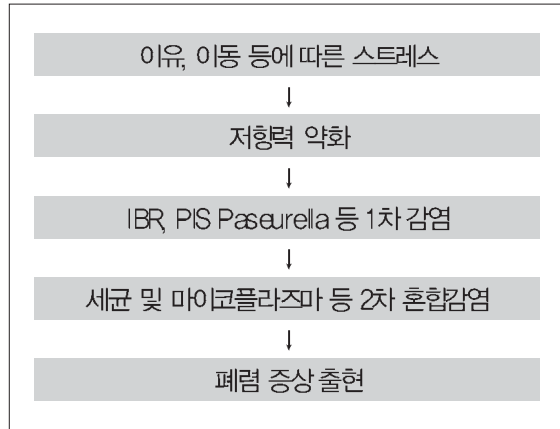 이유, 이동 등에 따른 스트레스
↓
저항력 약화
↓
IBR, PIS Paseurella 등 1차 감염
↓
세균 및 마이코플라즈마 등 2차 혼합감염
↓
폐렴 증상 출현